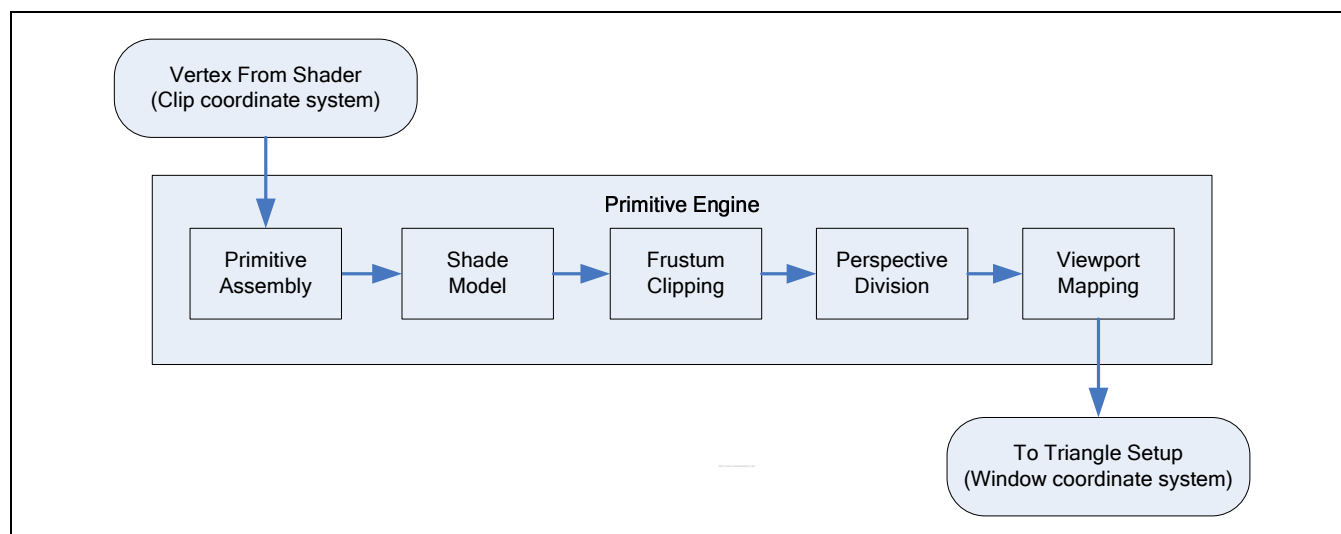 Vertex From Shader
(Clip coordinate system)
Primitive Engine
Primitive
Assembly
Shade
Model
Frustum
Clipping
Perspective
Division
Viewport
Mapping
To Triangle Setup
(Window coordinate system)